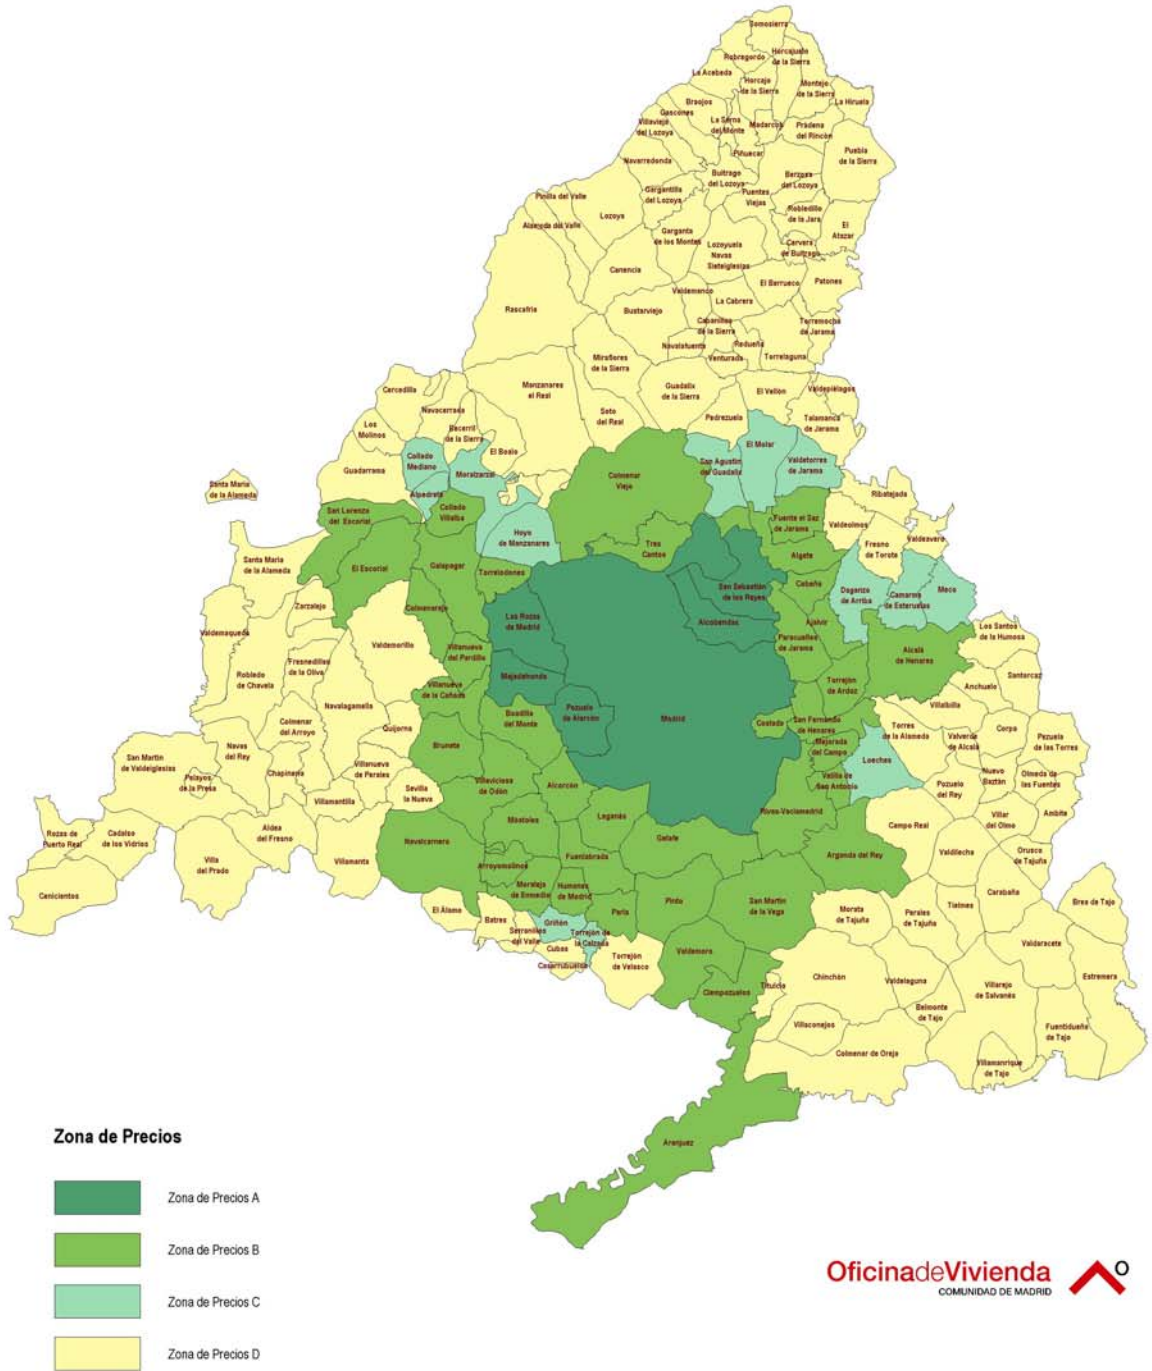 Somosierra
Robregordo
Horcajuelo
de la Sierra
La Acebeda
Horcajo
de la Sierra
Montejo
de la Sierra
La Hiruela
Braojos
Gascones
La Serna
del Monte
Madarcos
Prádena
del Rincón
Villavieja
del Lozoya
Puebla
de la Sierra
Piñuecar
Navarredonda
Buitrago
del Lozoya
Berzosa
del Lozoya
Gargantilla
del Lozoya
Puentes
Viejas
Pinilla del Valle
Lozoya
Robledillo
de la Jara
Alameda del Valle
El
Atazar
Garganta
de los Montes
Lozoyuela
Navas
Sieteiglesias
Cervera
de Buitrago
Canencia
El Berrueco
Patones
Valdemanco
La Cabrera
Rascafría
Bustarviejo
Cabanillas
de la Sierra
Torremocha
de Jarama
Navalafuente
Redueña
Venturada
Torrelaguna
Miraflores
de la Sierra
Cercedilla
Manzanares
el Real
Guadalix
de la Sierra
El Vellón
Valdepiélagos
Navacerrada
Soto
del Real
Pedrezuela
Talamanca
de Jarama
Los
Molinos
Becerril
de la Sierra
El Boalo
El Molar
Collado
Mediano
Guadarrama
Moralzarzal
San Agustín
del Guadalix
Valdetorres
de Jarama
Colmenar
Viejo
Santa María
de la Alameda
Alpedrete
Ribatejada
San Lorenzo
del Escorial
Collado
Villalba
Fuente el Saz
de Jarama
Valdeolmos
Hoyo
de Manzanares
Valdeavero
Tres
Cantos
Fresno
de Torote
Santa María
de la Alameda
El Escorial
Galapagar
Torrelodones
Algete
San Sebastián
de los Reyes
Cobeña
Daganzo
de Arriba
Camarma
de Esteruelas
Meco
Zarzalejo
Colmenarejo
Las Rozas
de Madrid
Alcobendas
Ajalvir
Valdemaqueda
Valdemorillo
Paracuellos
de Jarama
Los Santos
de la Humosa
Villanueva
del Pardillo
Alcalá
de Henares
Fresnedillas
de la Oliva
Robledo
de Chavela
Majadahonda
Villanueva
de la Cañada
Torrejón
de Ardoz
Santorcaz
Anchuelo
Navalagamella
Pozuelo
de Alarcón
Villalbilla
Colmenar
del Arroyo
Quijorna
Boadilla
del Monte
Madrid
Coslada
San Fernando
de Henares
Torres
de la Alameda
Corpa
Navas
del Rey
Brunete
Mejorada
del Campo
Valverde
de Alcalá
Pezuela
de las Torres
San Martín
de Valdeiglesias
Villanueva
de Perales
Loeches
Chapinería
Nuevo
Baztán
Pelayos
de la Presa
Sevilla
la Nueva
Villaviciosa
de Odón
Alcorcón
Velilla de
San Antonio
Pozuelo
del Rey
Olmeda de
las Fuentes
Villamantilla
Rivas-Vaciamadrid
Villar
del Olmo
Ambite
Móstoles
Leganés
Campo Real
Rozas de
Puerto Real
Cadalso
de los Vidrios
Aldea
del Fresno
Navalcarnero
Getafe
Orusco
de Tajuña
Villa
del Prado
Villamanta
Fuenlabrada
Arganda del Rey
Valdilecha
Arroyomolinos
Cenicientos
Moraleja
de Enmedio
Humanes
de Madrid
Carabaña
Pinto
San Martín
de la Vega
Brea de Tajo
El Álamo
Parla
Morata
de Tajuña
Perales
de Tajuña
Tielmes
Batres
Griñón
Serranillos
del Valle
Torrejón de
la Calzada
Valdaracete
Cubas
Valdemoro
Torrejón
de Velasco
Casarrubuelos
Chinchón
Valdelaguna
Estremera
Titulcia
Villarejo
de Salvanés
Ciempozuelos
Belmonte
de Tajo
Villaconejos
Fuentidueña
de Tajo
Colmenar de Oreja
Villamanrique
de Tajo
Aranjuez
Zona de Precios
Zona de Precios A
Zona de Precios B
Zona de Precios C
Zona de Precios D
OficinadeVivienda
COMUNIDAD DE MADRID